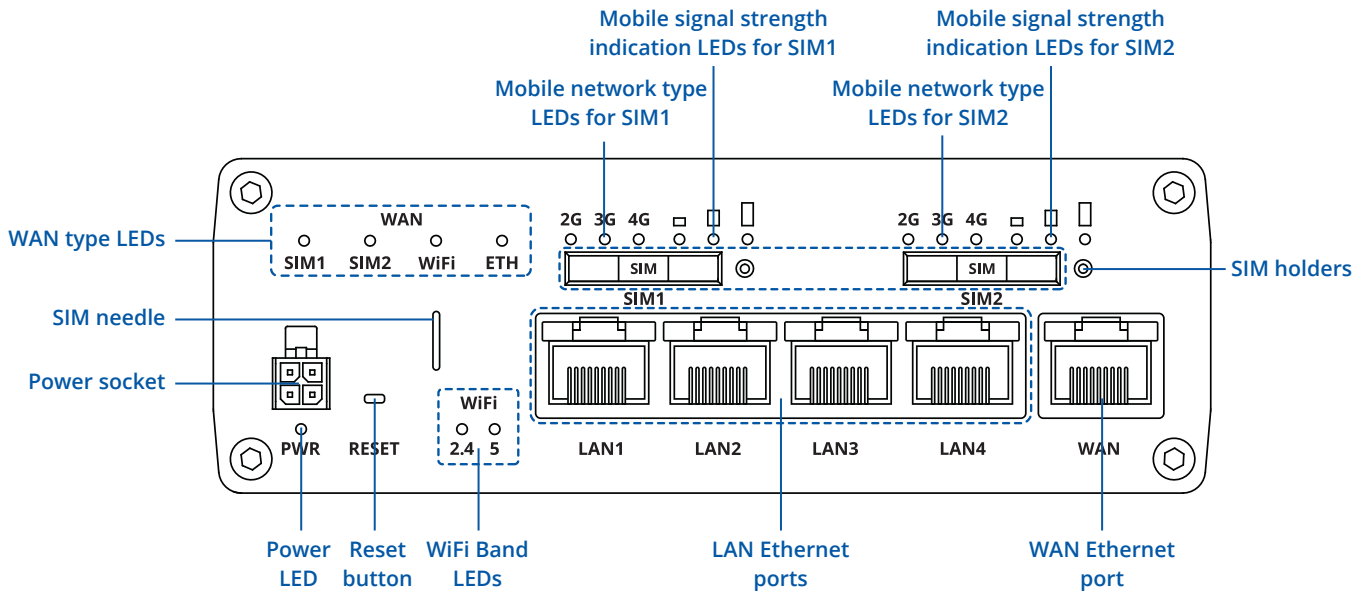 Mobile signal strength
indication LEDs for SIM1
Mobile signal strength
indication LEDs for SIM2
Mobile network type
LEDs for SIM1
Mobile network type
LEDs for SIM2
WAN type LEDs
WAN
SIM1 SIM2 WiFi ETH
2G 3G 4G
SIM
SIM1
2G 3G 4G
SIM
SIM2
SIM holders
SIM needle
Power socket
PWR
RESET
WiFi
2.4 5
LAN1 LAN2 LAN3 LAN4 WAN
Power
LED
Reset
button
WiFi Band
LEDs
LAN Ethernet
ports
WAN Ethernet
port